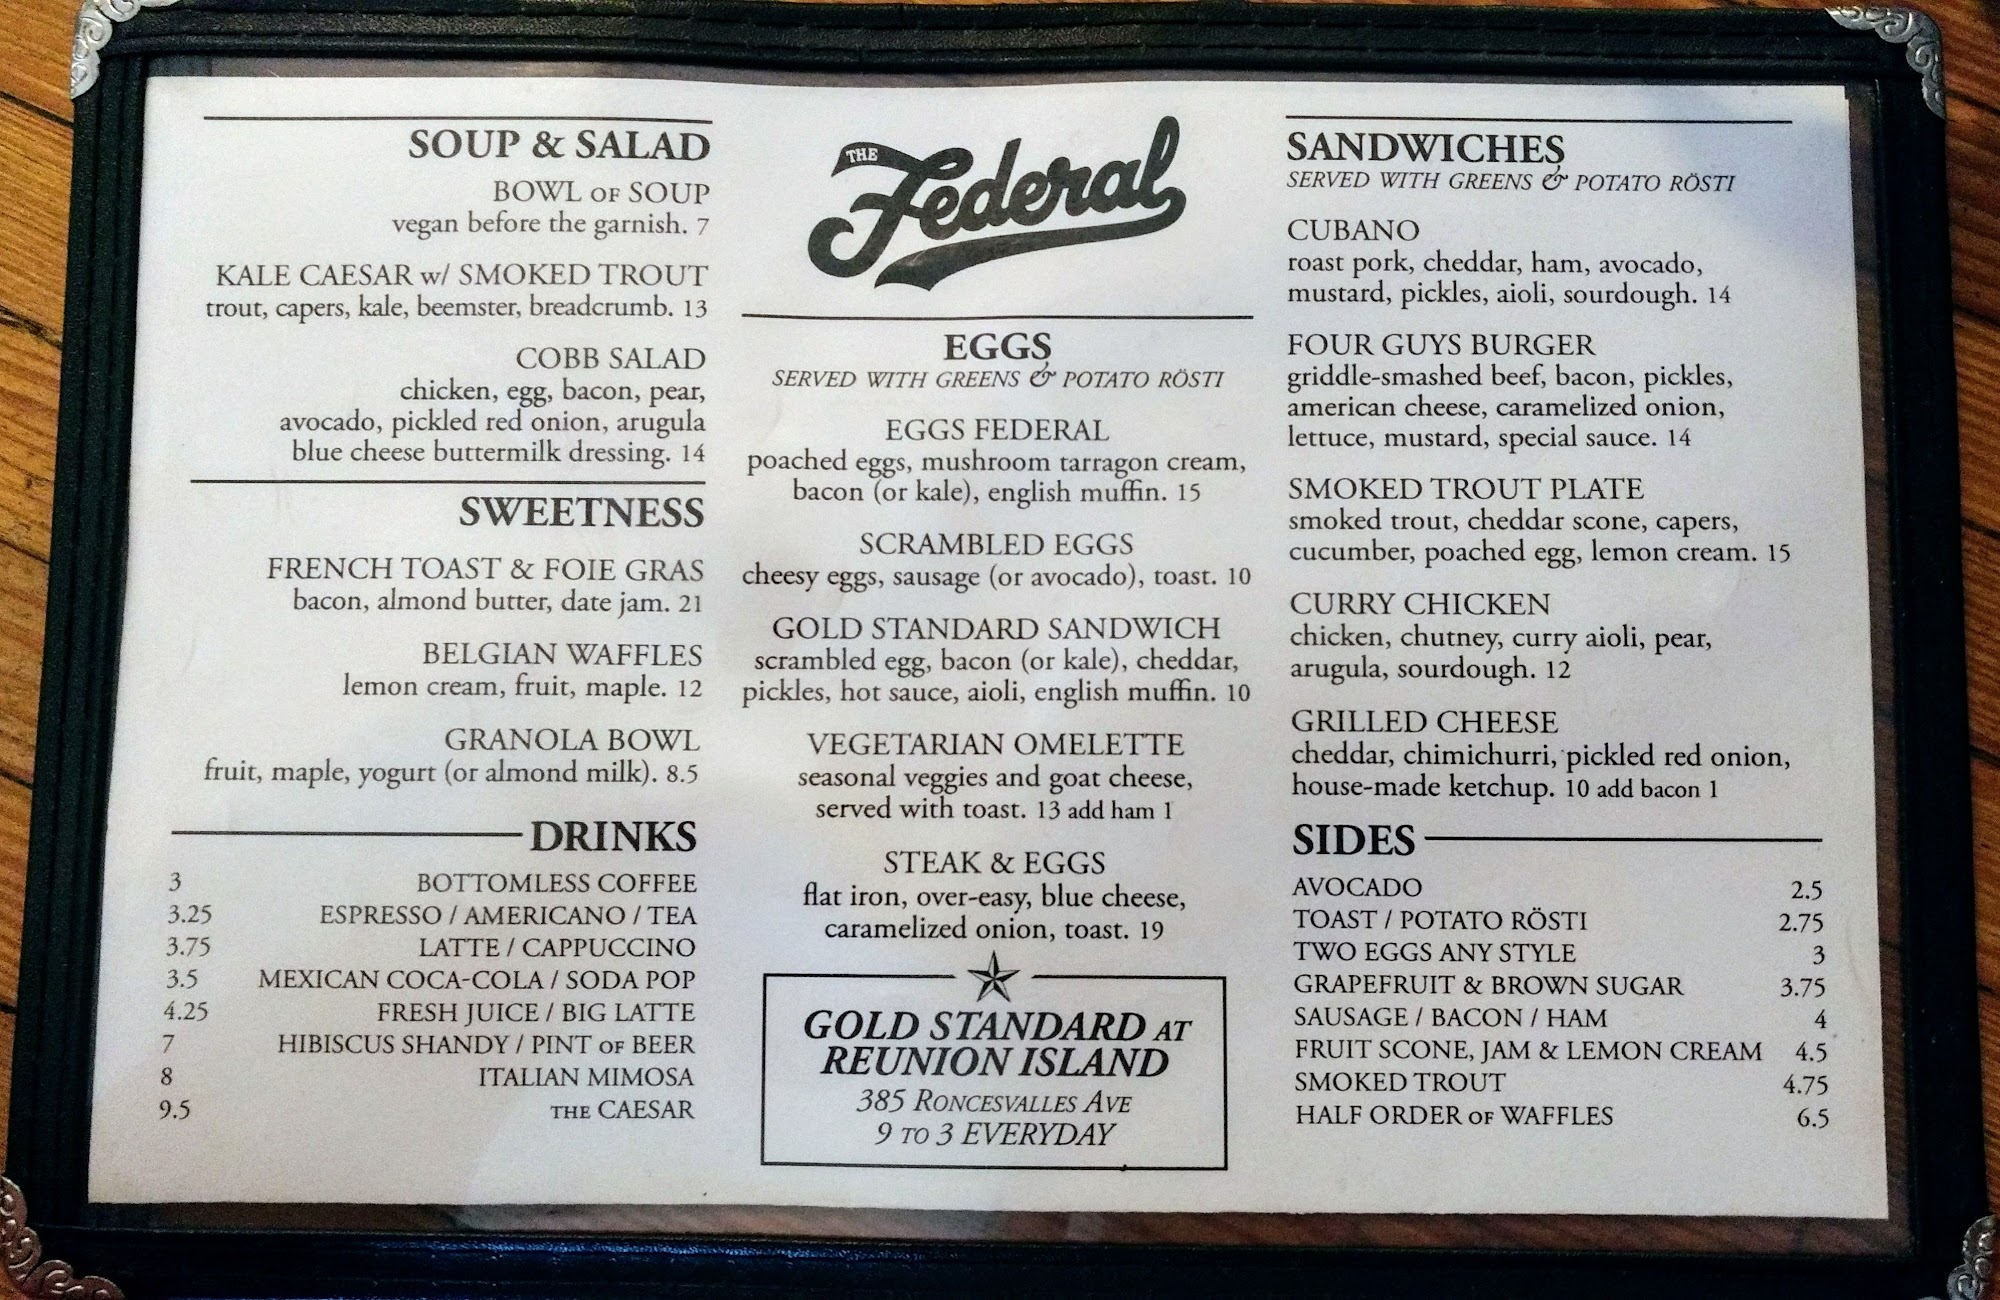 SOUP & SALAD
BOWL OF SOUP
vegan before the garnish. 7
KALE CAESAR w/ SMOKED TROUT
trout, capers, kale, beemster, breadcrumb. 13
COBB SALAD
chicken, egg, bacon, pear,
avocado, pickled red onion, arugula
blue cheese buttermilk dressing. 14
SWEETNESS
FRENCH TOAST & FOIE GRAS
bacon, almond butter, date jam. 21
BELGIAN WAFFLES
lemon cream, fruit, maple. 12
GRANOLA BOWL
fruit, maple, yogurt (or almond milk). 8.5
DRINKS
3 BOTTOMLESS COFFEE
3.25 ESPRESSO / AMERICANO / TEA
3.75 LATTE / CAPPUCCINO
3.5 MEXICAN COCA-COLA / SODA POP
4.25 FRESH JUICE / BIG LATTE
7 HIBISCUS SHANDY / PINT OF BEER
8 ITALIAN MIMOSA
9.5 THE CAESAR
THE Federal
EGGS
SERVED WITH GREENS & POTATO RÖSTI
EGGS FEDERAL
poached eggs, mushroom tarragon cream,
bacon (or kale), english muffin. 15
SCRAMBLED EGGS
cheesy eggs, sausage (or avocado), toast. 10
GOLD STANDARD SANDWICH
scrambled egg, bacon (or kale), cheddar,
pickles, hot sauce, aioli, english muffin. 10
VEGETARIAN OMELETTE
seasonal veggies and goat cheese,
served with toast. 13 add ham 1
STEAK & EGGS
flat iron, over-easy, blue cheese,
caramelized onion, toast. 19
GOLD STANDARD AT
REUNION ISLAND
385 RONCESVALLES AVE
9 TO 3 EVERYDAY
SANDWICHES
SERVED WITH GREENS & POTATO RÖSTI
CUBANO
roast pork, cheddar, ham, avocado,
mustard, pickles, aioli, sourdough. 14
FOUR GUYS BURGER
griddle-smashed beef, bacon, pickles,
american cheese, caramelized onion,
lettuce, mustard, special sauce. 14
SMOKED TROUT PLATE
smoked trout, cheddar scone, capers,
cucumber, poached egg, lemon cream. 15
CURRY CHICKEN
chicken, chutney, curry aioli, pear,
arugula, sourdough. 12
GRILLED CHEESE
cheddar, chimichurri, pickled red onion,
house-made ketchup. 10 add bacon 1
SIDES
AVOCADO 2.5
TOAST / POTATO RÖSTI 2.75
TWO EGGS ANY STYLE 3
GRAPEFRUIT & BROWN SUGAR 3.75
SAUSAGE / BACON / HAM 4
FRUIT SCONE, JAM & LEMON CREAM 4.5
SMOKED TROUT 4.75
HALF ORDER OF WAFFLES 6.5